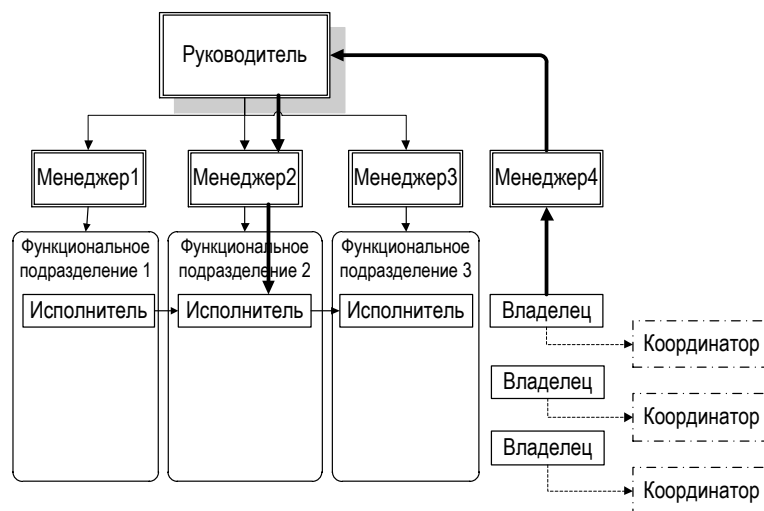 Руководитель
Менеджер1
Менеджер2
Менеджер3
Менеджер4
Функциональное
подразделение 1
Функциональное
подразделение 2
Функциональное
подразделение 3
Исполнитель
Исполнитель
Исполнитель
Владелец
Координатор
Владелец
Координатор
Владелец
Координатор